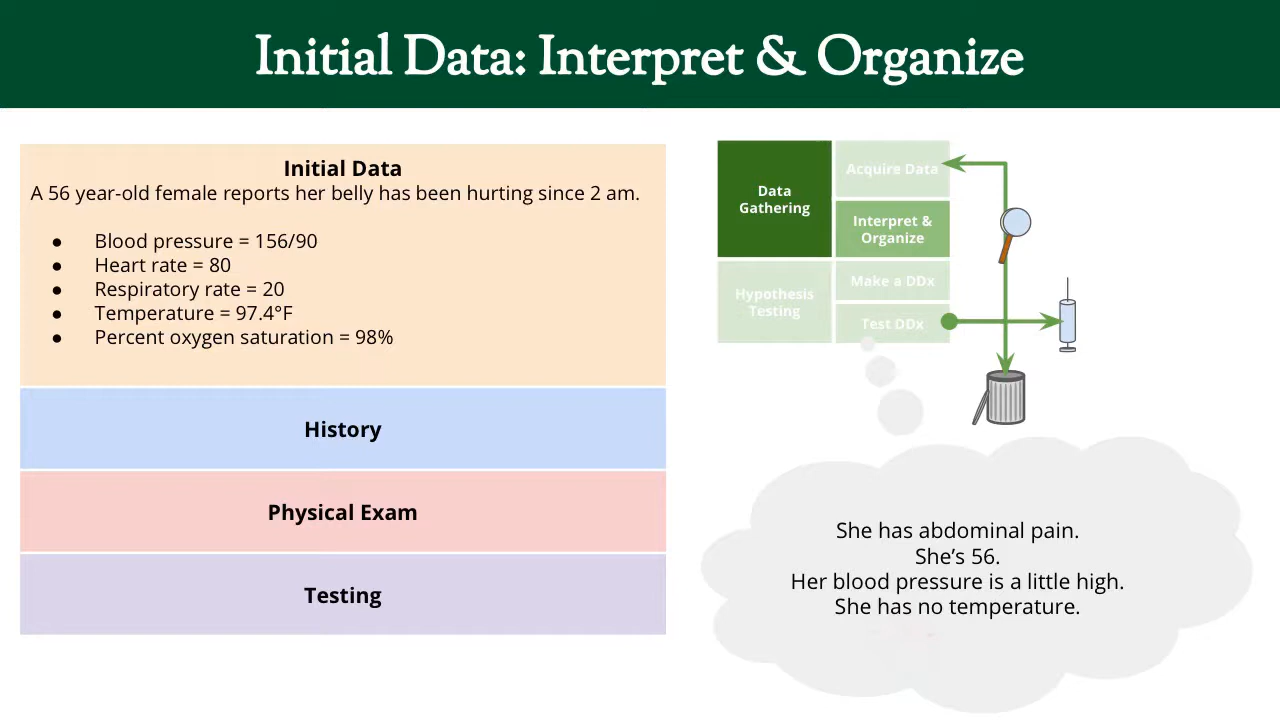 Initial Data: Interpret & Organize
Initial Data
A 56 year-old female reports her belly has been hurting since 2 am.
● Blood pressure = 156/90
● Heart rate = 80
● Respiratory rate = 20
● Temperature = 97.4°F
● Percent oxygen saturation = 98%
History
Physical Exam
Testing
Data
Gathering
Acquire Data
Interpret &
Organize
Hypothesis
Testing
Make a DDx
Test DDx
She has abdominal pain.
She’s 56.
Her blood pressure is a little high.
She has no temperature.